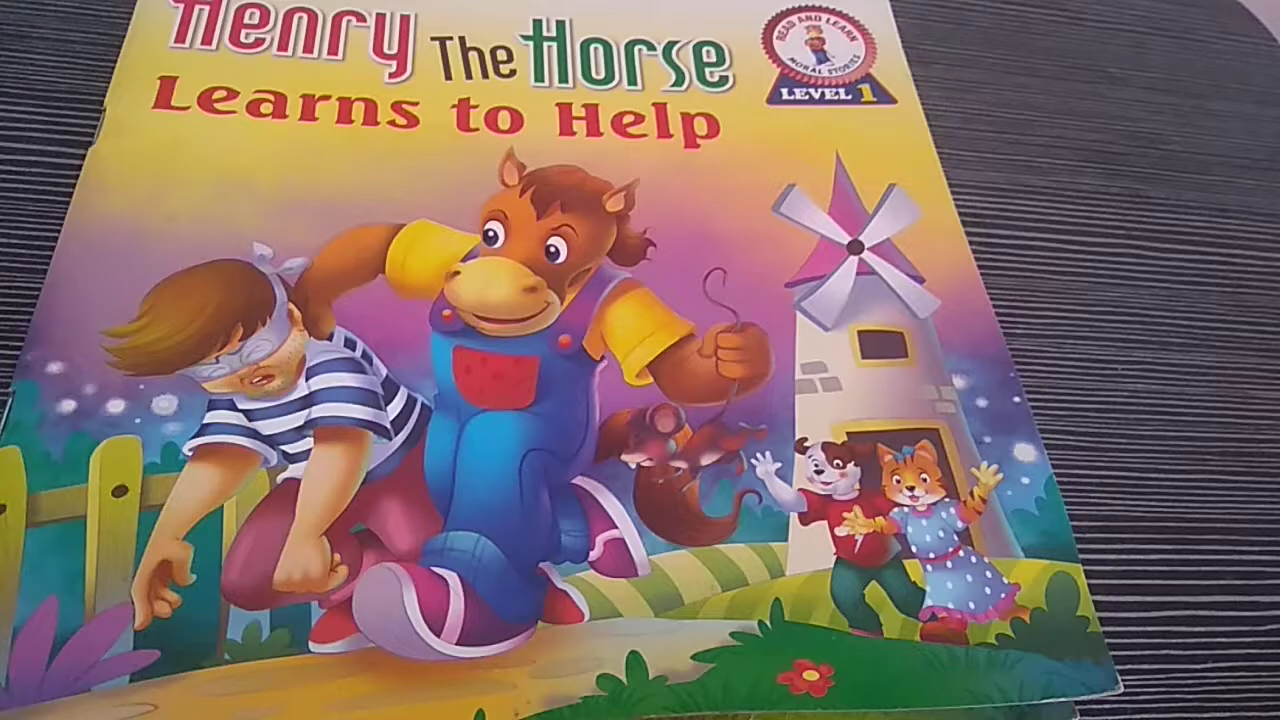 Henry The Horse
Learns to Help
READ AND LEARN
MORAL STORIES
LEVEL 1